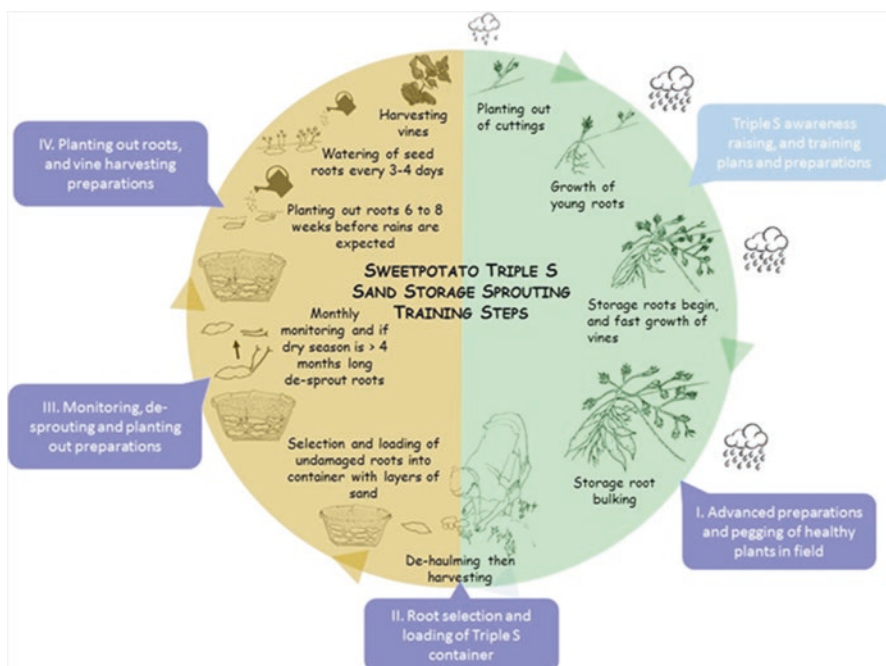 SWEETPOTATO TRIPLE S
SAND STORAGE SPROUTING
TRAINING STEPS
Planting out
of cuttings
Growth of
young roots
Triple S awareness
raising, and training
plans and preparations
Storage roots begin,
and fast growth of
vines
Storage root
bulking
I. Advanced preparations
and pegging of healthy
plants in field
De-haulming then
harvesting
II. Root selection and
loading of Triple S
container
Selection and loading of
undamaged roots into
container with layers of
sand
III. Monitoring, de-
sprouting and planting
out preparations
Monthly
monitoring and if
dry season is > 4
months long
de-sprout roots
Planting out roots 6 to 8
weeks before rains are
expected
IV. Planting out roots,
and vine harvesting
preparations
Watering of seed
roots every 3-4 days
Harvesting
vines